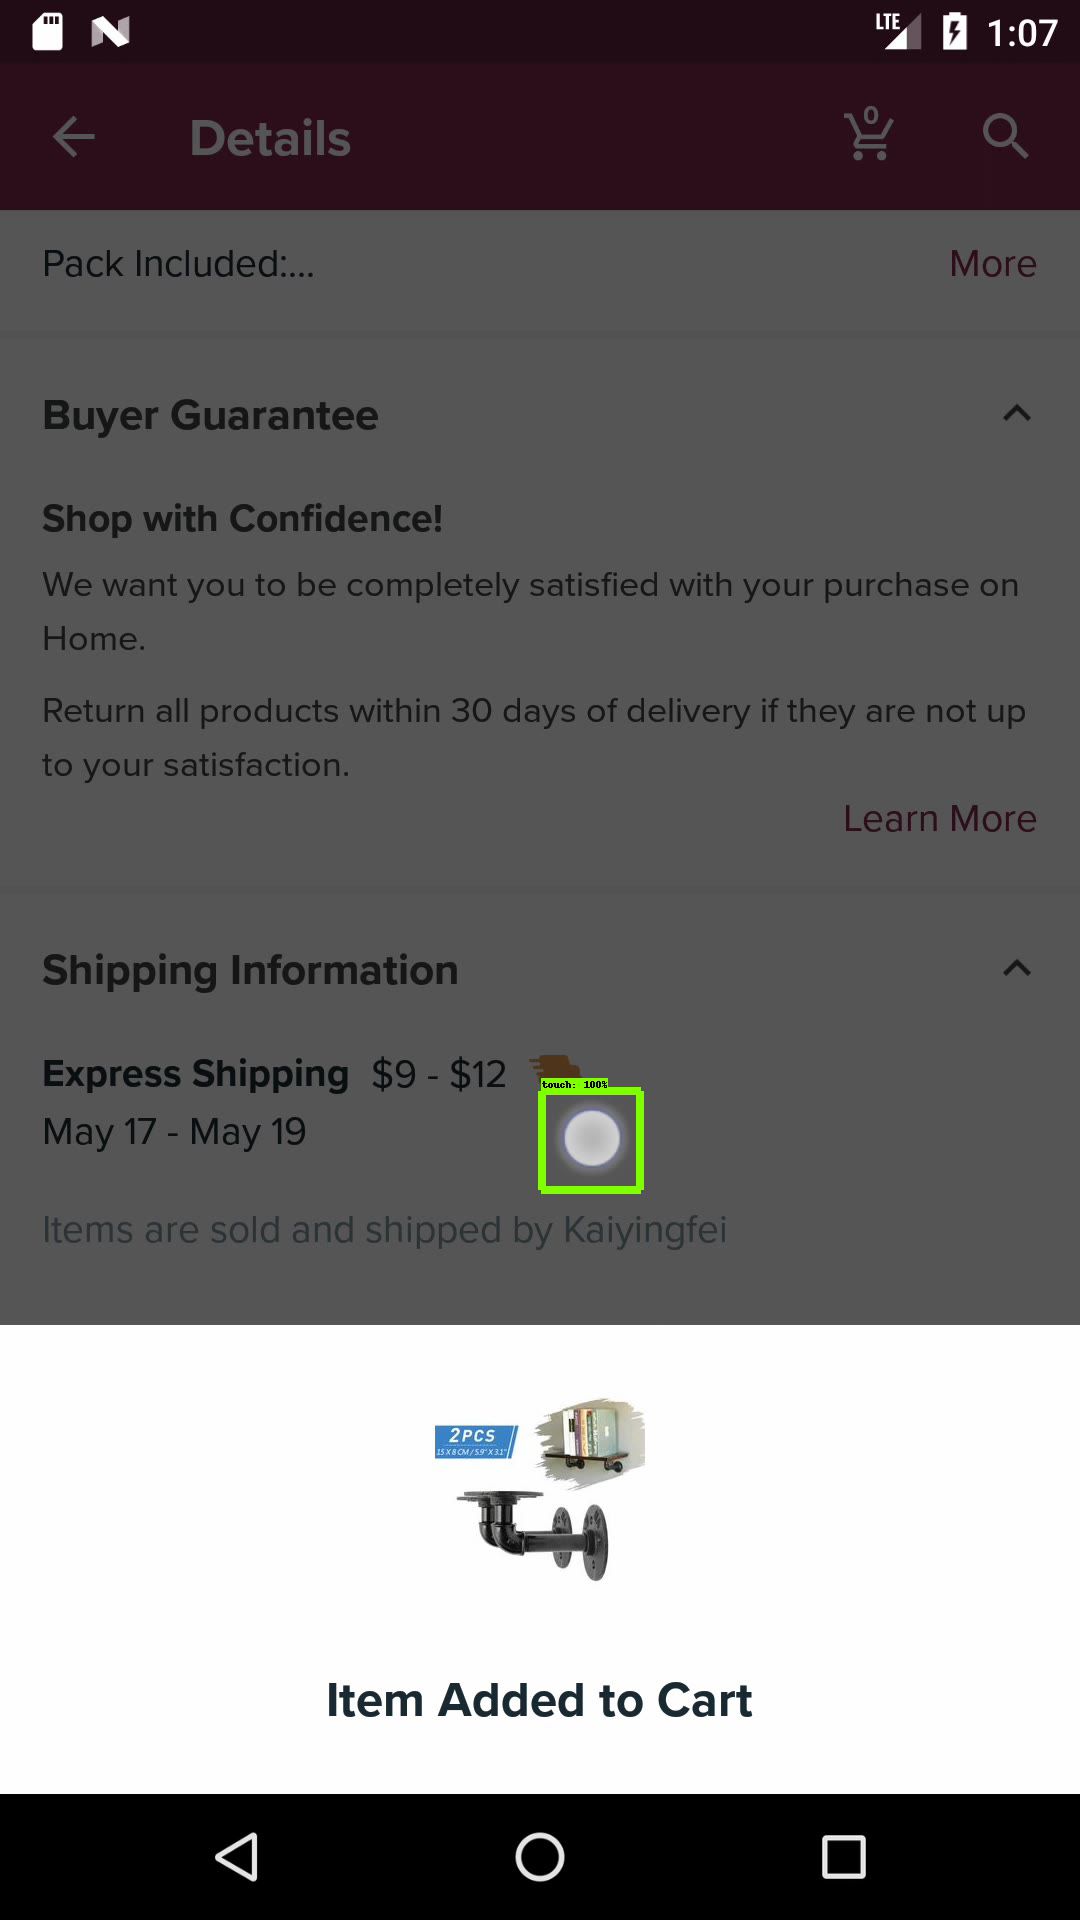 LTE 1:07
Details 0
Pack Included:... More
Buyer Guarantee
Shop with Confidence!
We want you to be completely satisfied with your purchase on
Home.
Return all products within 30 days of delivery if they are not up
to your satisfaction.
Learn More
Shipping Information
Express Shipping $9 - $12
touch: 100%
May 17 - May 19
Items are sold and shipped by Kaiyingfei
2PCS
15 X 8 CM / 5.9" X 3.1"
Item Added to Cart